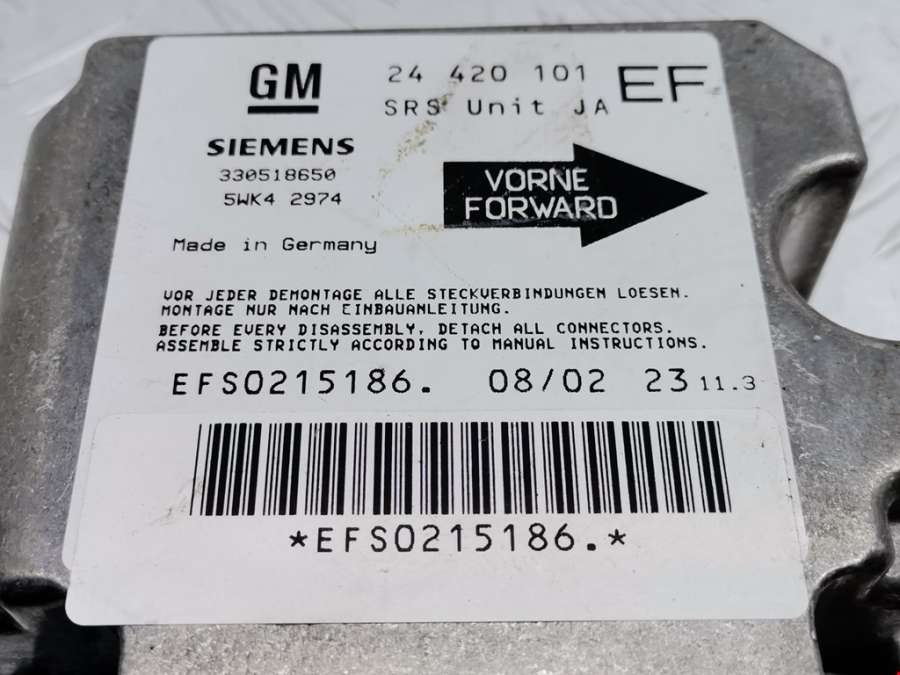 GM
24 420 101 EF
SRS Unit JA
SIEMENS
330518650
5WK4 2974
VORNE
FORWARD
Made in Germany
VOR JEDER DEMONTAGE ALLE STECKVERBINDUNGEN LOESEN.
MONTAGE NUR NACH EINBAUANLEITUNG.
BEFORE EVERY DISASSEMBLY, DETACH ALL CONNECTORS.
ASSEMBLE STRICTLY ACCORDING TO MANUAL INSTRUCTIONS.
EFS0215186. 08/02 23 11.3
*EFS0215186.*